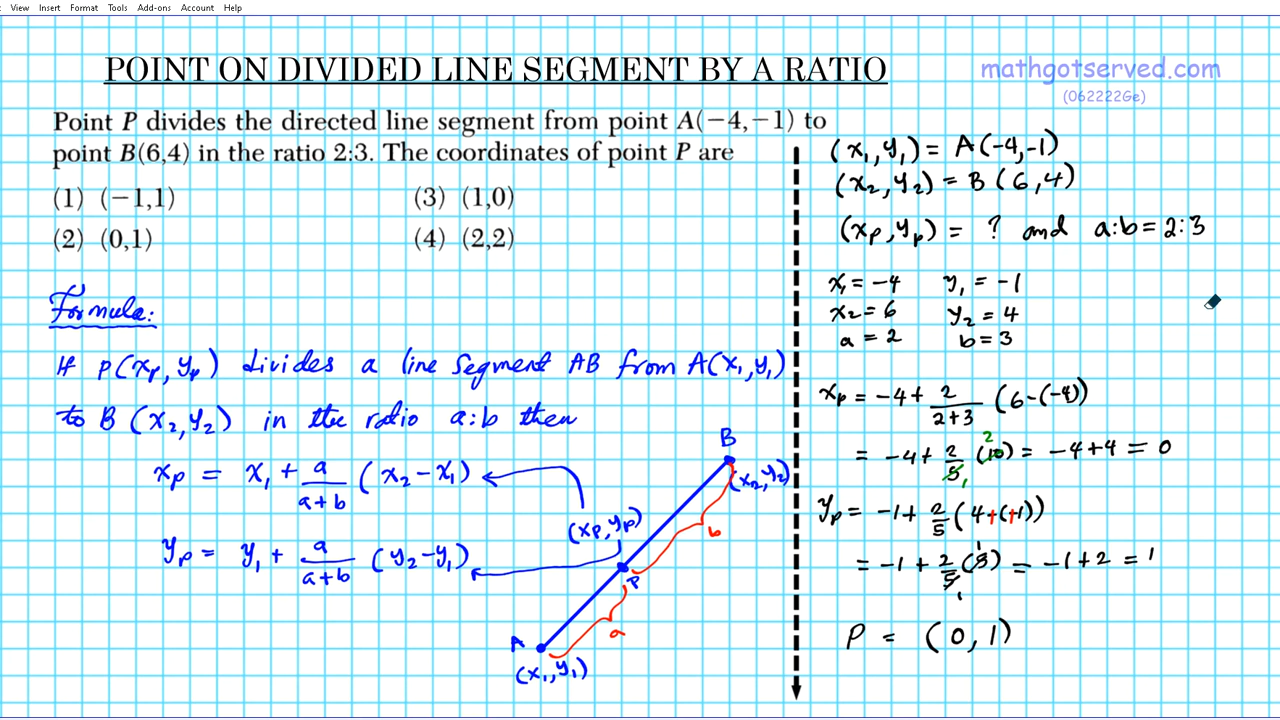 View Insert Format Tools Add-ons Account Help
POINT ON DIVIDED LINE SEGMENT BY A RATIO
mathgotserved.com
(062222Ge)
Point P divides the directed line segment from point A(−4,−1) to
point B(6,4) in the ratio 2:3. The coordinates of point P are
(1) (−1,1) (3) (1,0)
(2) (0,1) (4) (2,2)
Formula:
If P(xₚ,yₚ) divides a line segment AB from A(x₁,y₁)
to B (x₂,y₂) in the ratio a:b then
xₚ = x₁ + a/(a+b) (x₂−x₁)
yₚ = y₁ + a/(a+b) (y₂−y₁)
B
(x₂,y₂)
b
(xₚ,yₚ)
P
a
A
(x₁,y₁)
(x₁,y₁) = A(−4,−1)
(x₂,y₂) = B (6,4)
(xₚ,yₚ) = ? and a:b = 2:3
x₁ = −4 y₁ = −1
x₂ = 6 y₂ = 4
a = 2 b = 3
xₚ = −4 + 2/(2+3) (6−(−4))
= −4 + 2/5 (10) = −4+4 = 0
2
1
yₚ = −1 + 2/5 (4+(+1))
= −1 + 2/5 (5) = −1+2 = 1
1
1
P = (0,1)